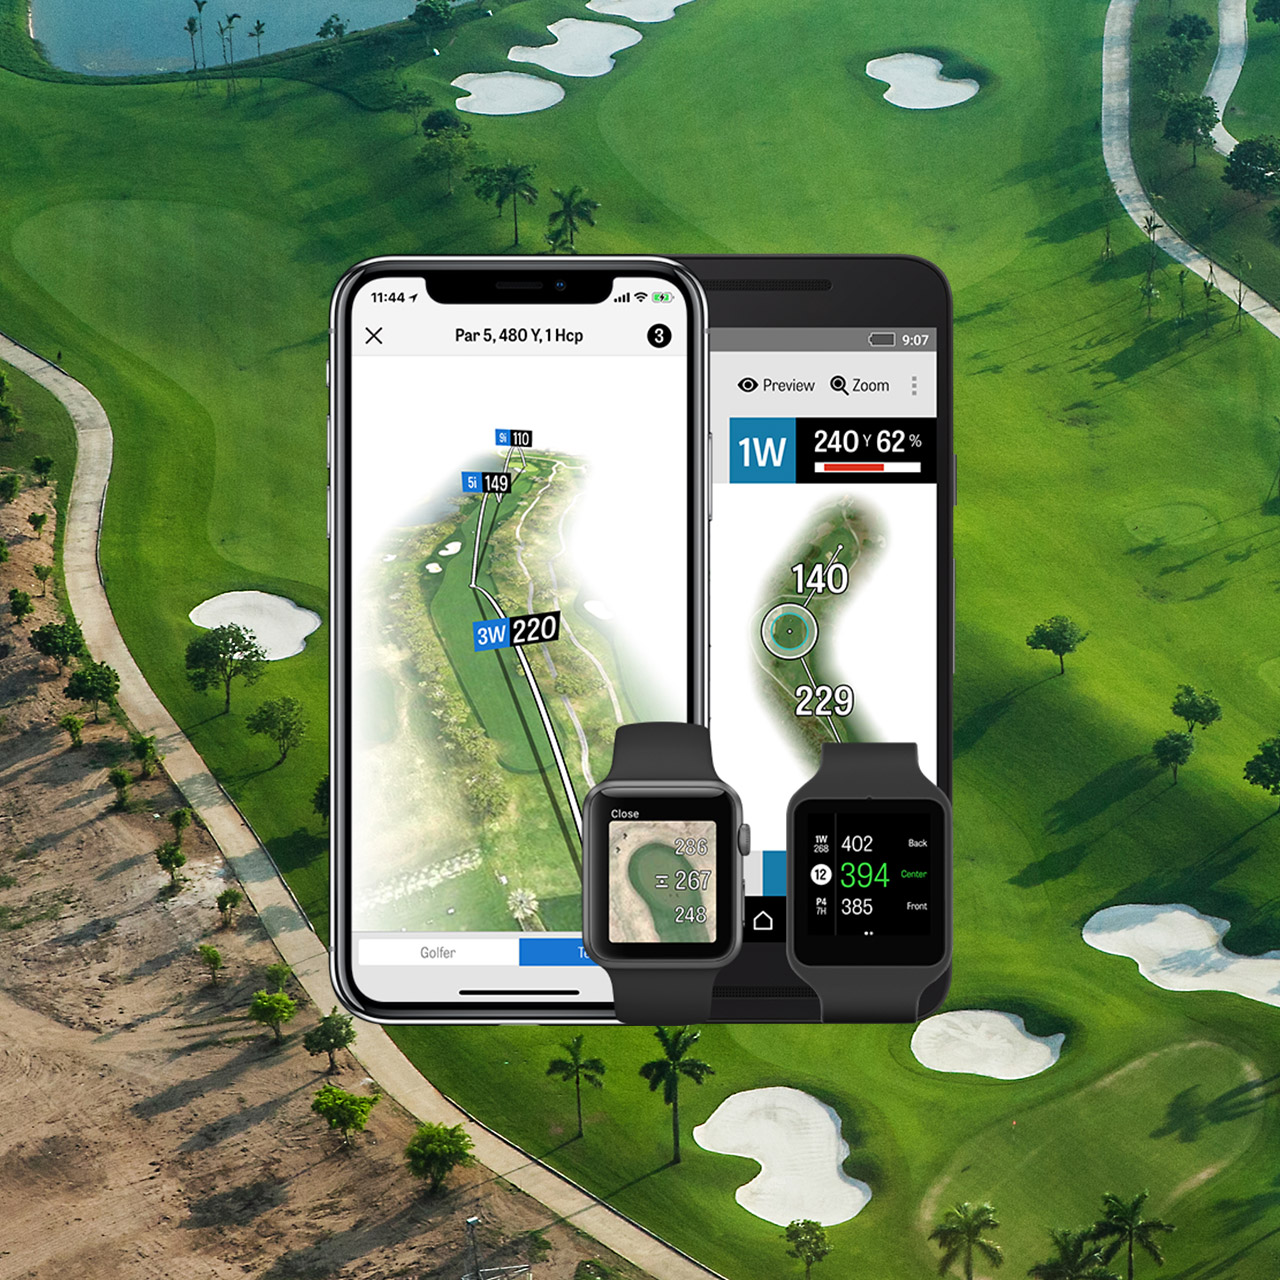 11:44
Par 5, 480 Y, 1 Hcp
3
9i 110
5i 149
3W 220
Golfer
9:07
Preview
Zoom
1W
240 Y 62 %
140
229
Close
286
267
248
1W
268
402
Back
12
394
Center
P4
7H
385
Front